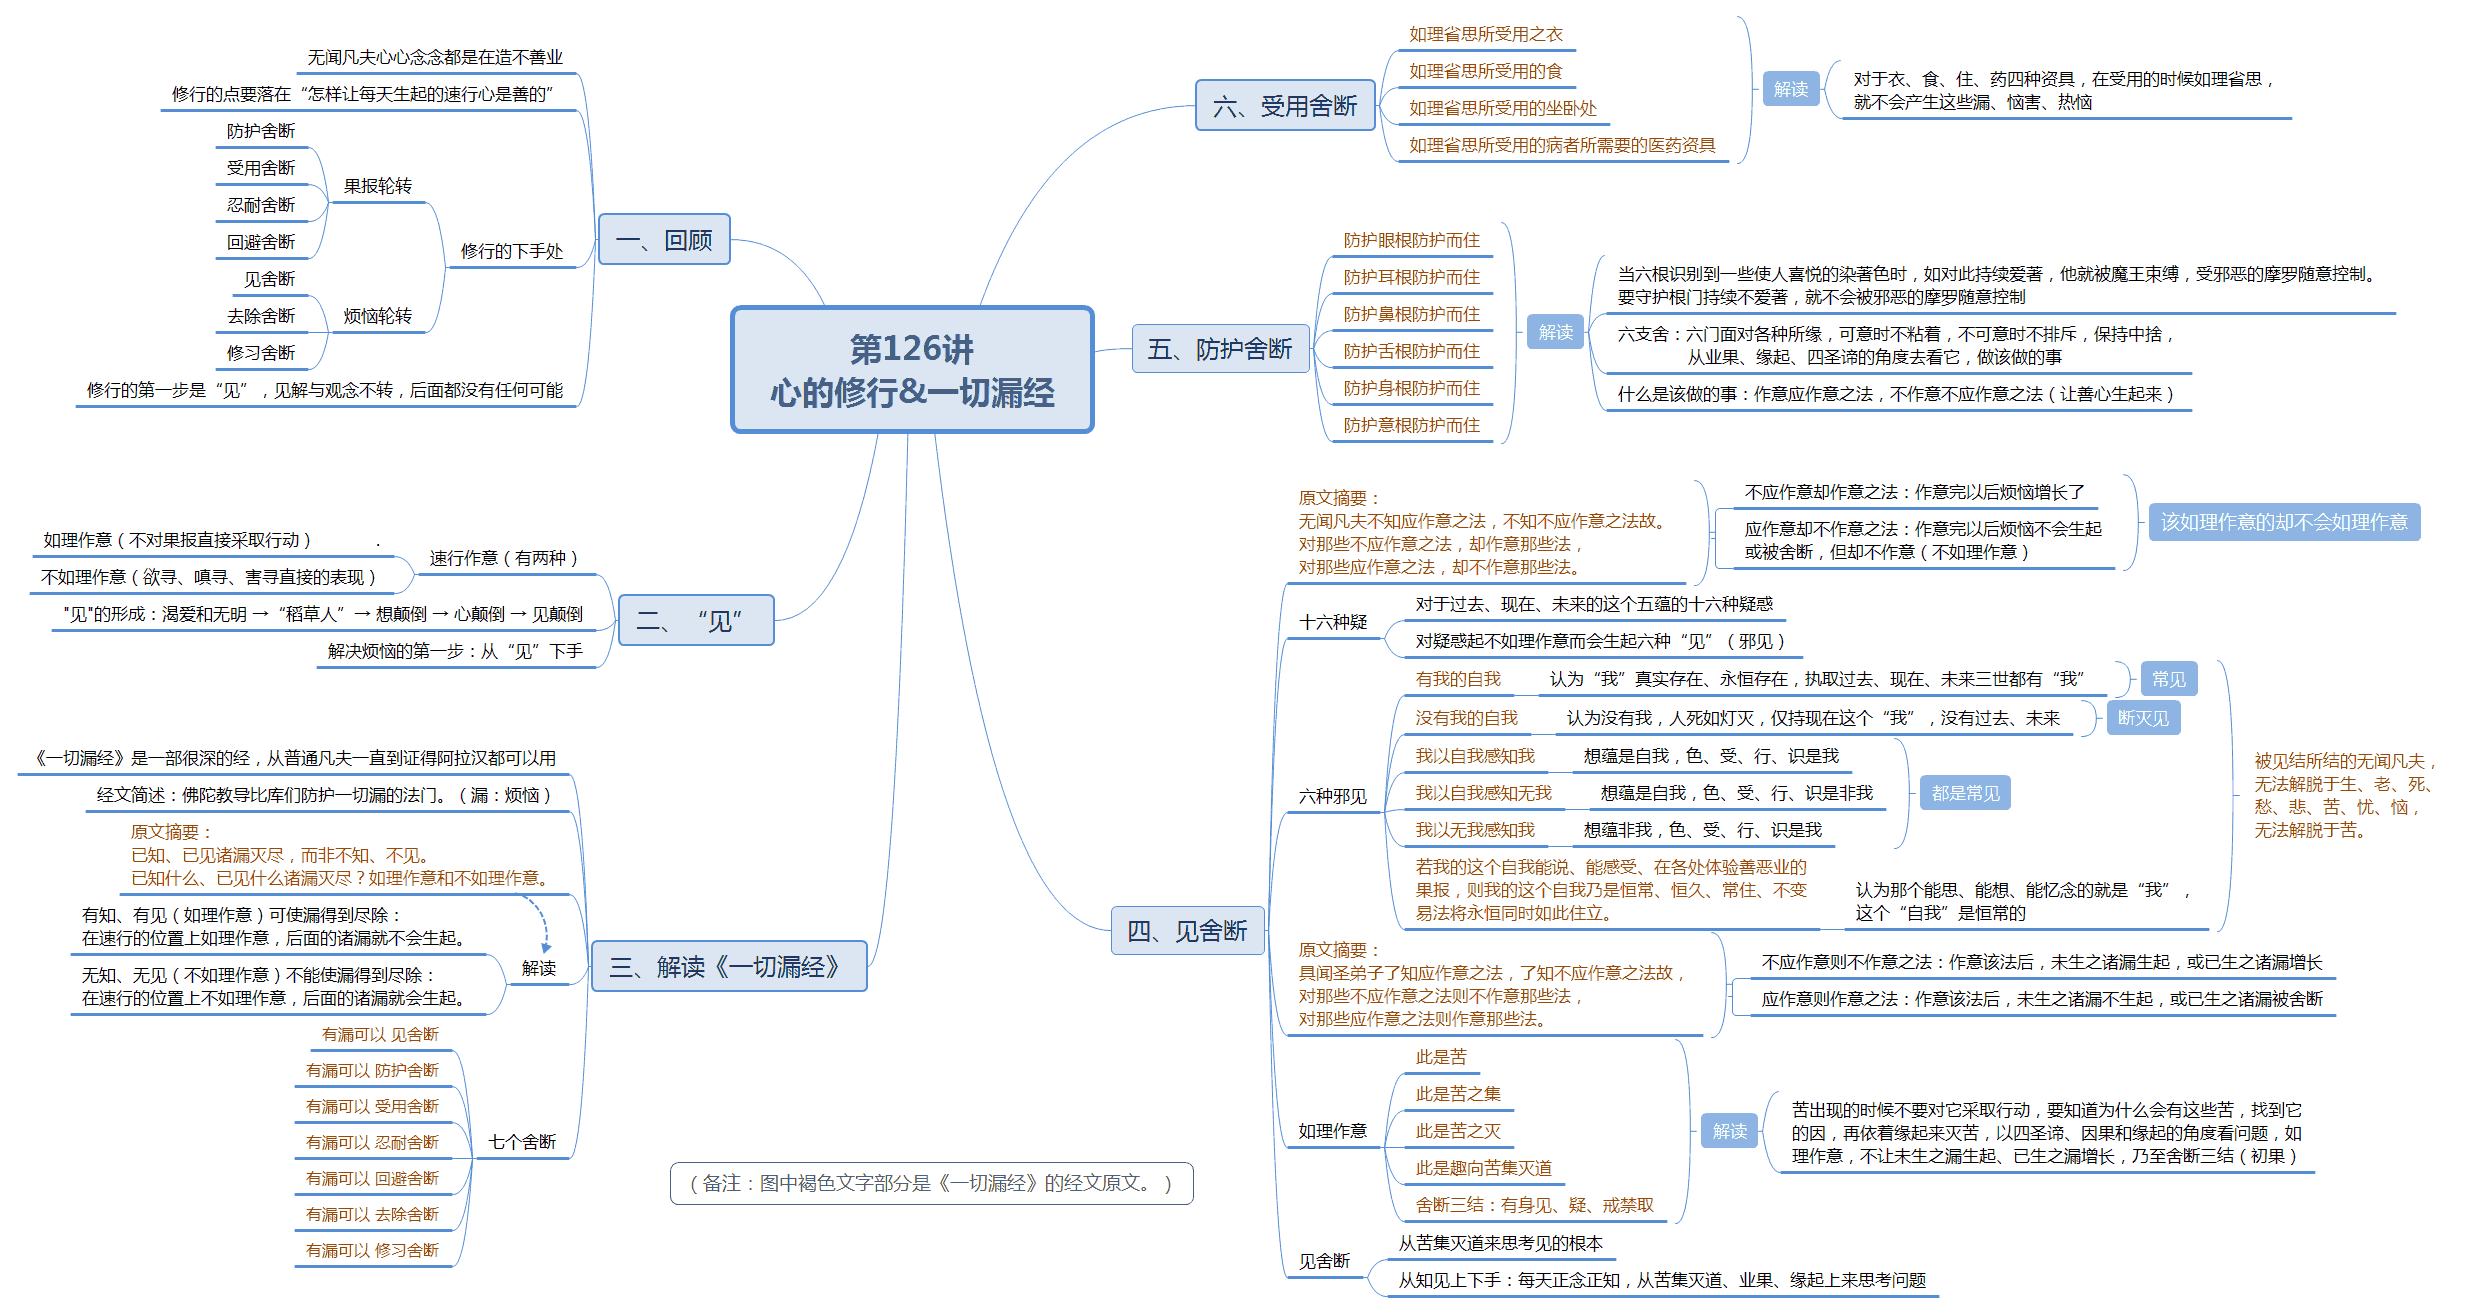 第126讲
心的修行&一切漏经
一、回顾
无闻凡夫心心念念都是在造不善业
修行的点要落在“怎样让每天生起的速行心是善的”
修行的下手处
果报轮转
防护舍断
受用舍断
忍耐舍断
回避舍断
烦恼轮转
见舍断
去除舍断
修习舍断
修行的第一步是“见”，见解与观念不转，后面都没有任何可能
二、“见”
速行作意（有两种）
如理作意（不对果报直接采取行动） .
不如理作意（欲寻、嗔寻、害寻直接的表现）
"见"的形成：渴爱和无明→“稻草人”→想颠倒→心颠倒→见颠倒
解决烦恼的第一步：从“见”下手
三、解读《一切漏经》
《一切漏经》是一部很深的经，从普通凡夫一直到证得阿拉汉都可以用
经文简述：佛陀教导比库们防护一切漏的法门。（漏：烦恼）
原文摘要：
已知、已见诸漏灭尽，而非不知、不见。
已知什么、已见什么诸漏灭尽？如理作意和不如理作意。
解读
有知、有见（如理作意）可使漏得到尽除：
在速行的位置上如理作意，后面的诸漏就不会生起。
无知、无见（不如理作意）不能使漏得到尽除：
在速行的位置上不如理作意，后面的诸漏就会生起。
七个舍断
有漏可以 见舍断
有漏可以 防护舍断
有漏可以 受用舍断
有漏可以 忍耐舍断
有漏可以 回避舍断
有漏可以 去除舍断
有漏可以 修习舍断
四、见舍断
原文摘要：
无闻凡夫不知应作意之法，不知不应作意之法故。
对那些不应作意之法，却作意那些法，
对那些应作意之法，却不作意那些法。
不应作意却作意之法：作意完以后烦恼增长了
应作意却不作意之法：作意完以后烦恼不会生起
或被舍断，但却不作意（不如理作意）
该如理作意的却不会如理作意
十六种疑
对于过去、现在、未来的这个五蕴的十六种疑惑
对疑惑起不如理作意而会生起六种“见”（邪见）
六种邪见
有我的自我
认为“我”真实存在、永恒存在，执取过去、现在、未来三世都有“我”
常见
没有我的自我
认为没有我，人死如灯灭，仅持现在这个“我”，没有过去、未来
断灭见
我以自我感知我
想蕴是自我，色、受、行、识是我
我以自我感知无我
想蕴是自我，色、受、行、识是非我
我以无我感知我
想蕴非我，色、受、行、识是我
都是常见
若我的这个自我能说、能感受、在各处体验善恶业的
果报，则我的这个自我乃是恒常、恒久、常住、不变
易法将永恒同时如此住立。
认为那个能思、能想、能忆念的就是“我”，
这个“自我”是恒常的
被见结所结的无闻凡夫，
无法解脱于生、老、死、
愁、悲、苦、忧、恼，
无法解脱于苦。
原文摘要：
具闻圣弟子了知应作意之法，了知不应作意之法故，
对那些不应作意之法则不作意那些法，
对那些应作意之法则作意那些法。
不应作意则不作意之法：作意该法后，未生之诸漏生起，或已生之诸漏增长
应作意则作意之法：作意该法后，未生之诸漏不生起，或已生之诸漏被舍断
如理作意
此是苦
此是苦之集
此是苦之灭
此是趣向苦集灭道
舍断三结：有身见、疑、戒禁取
解读
苦出现的时候不要对它采取行动，要知道为什么会有这些苦，找到它
的因，再依着缘起来灭苦，以四圣谛、因果和缘起的角度看问题，如
理作意，不让未生之漏生起、已生之漏增长，乃至舍断三结（初果）
见舍断
从苦集灭道来思考见的根本
从知见上下手：每天正念正知，从苦集灭道、业果、缘起上来思考问题
五、防护舍断
防护眼根防护而住
防护耳根防护而住
防护鼻根防护而住
防护舌根防护而住
防护身根防护而住
防护意根防护而住
解读
当六根识别到一些使人喜悦的染著色时，如对此持续爱著，他就被魔王束缚，受邪恶的摩罗随意控制。
要守护根门持续不爱著，就不会被邪恶的摩罗随意控制
六支舍：六门面对各种所缘，可意时不粘着，不可意时不排斥，保持中捨，
从业果、缘起、四圣谛的角度去看它，做该做的事
什么是该做的事：作意应作意之法，不作意不应作意之法（让善心生起来）
六、受用舍断
如理省思所受用之衣
如理省思所受用的食
如理省思所受用的坐卧处
如理省思所受用的病者所需要的医药资具
解读
对于衣、食、住、药四种资具，在受用的时候如理省思，
就不会产生这些漏、恼害、热恼
（备注：图中褐色文字部分是《一切漏经》的经文原文。）